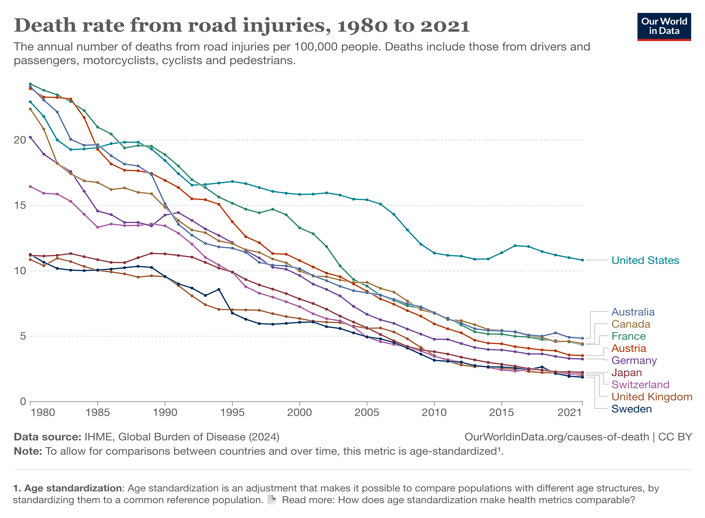 Death rate from road injuries, 1980 to 2021
Our World
in Data
The annual number of deaths from road injuries per 100,000 people. Deaths include those from drivers and
passengers, motorcyclists, cyclists and pedestrians.
20
15
10
5
0
1980
1985
1990
1995
2000
2005
2010
2015
2021
United States
Australia
Canada
France
Austria
Germany
Japan
Switzerland
United Kingdom
Sweden
Data source: IHME, Global Burden of Disease (2024)
OurWorldinData.org/causes-of-death | CC BY
Note: To allow for comparisons between countries and over time, this metric is age-standardized¹.
1. Age standardization: Age standardization is an adjustment that makes it possible to compare populations with different age structures, by
standardizing them to a common reference population. Read more: How does age standardization make health metrics comparable?